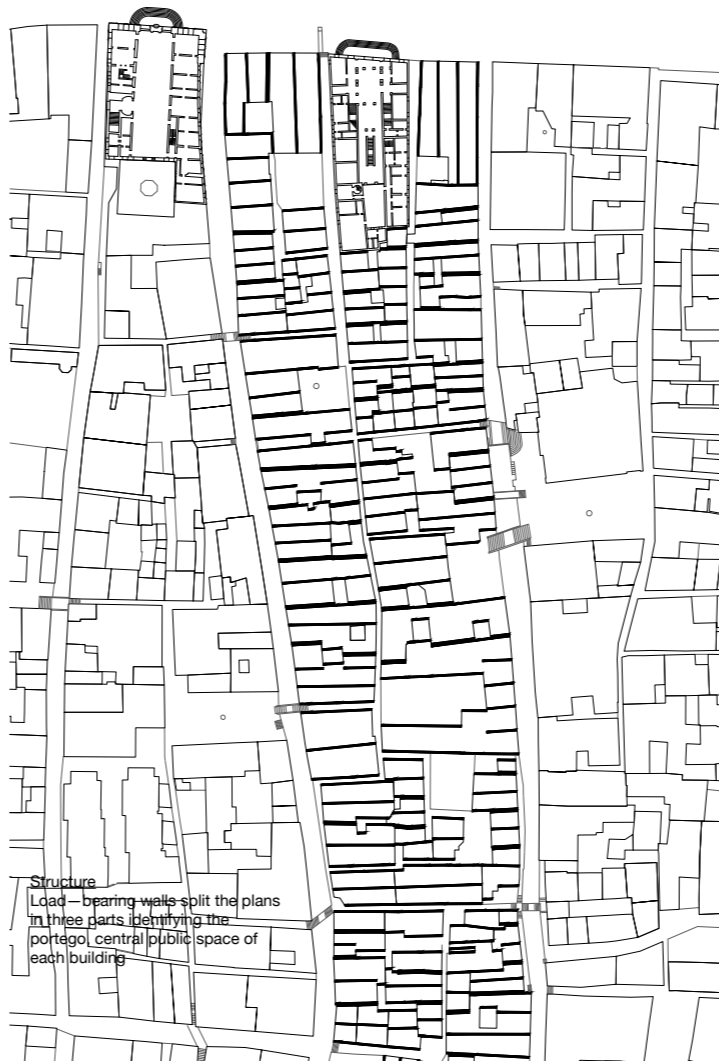 Structure
Load—bearing walls split the plans
in three parts identifying the
portego, central public space of
each building